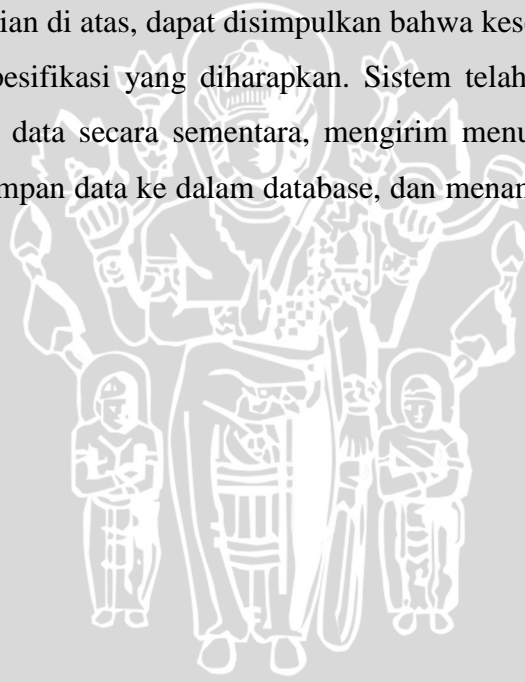 ian di atas, dapat disimpulkan bahwa kes
pesifikasi yang diharapkan. Sistem telah
data secara sementara, mengirim menu
mpan data ke dalam database, dan menam